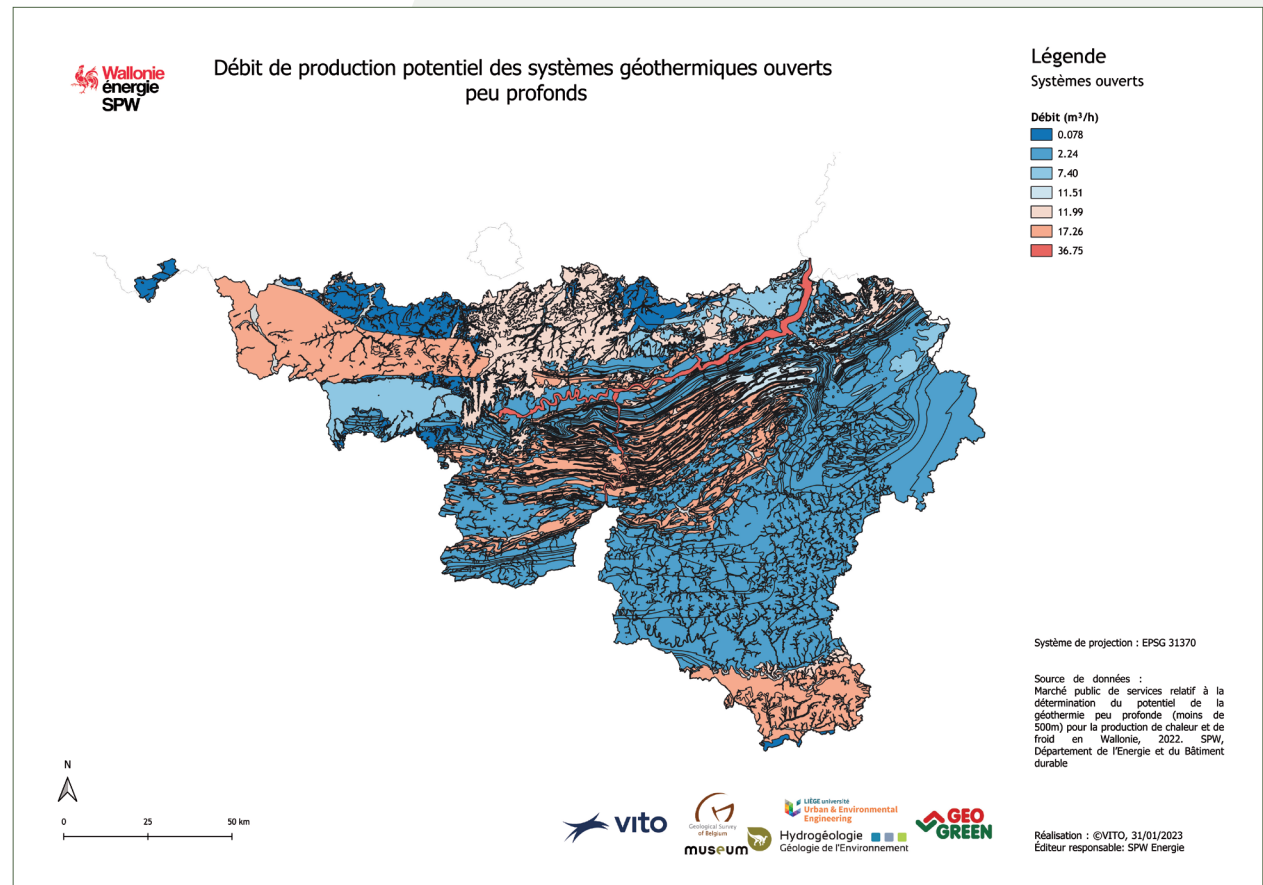 Wallonie
énergie
SPW
Débit de production potentiel des systèmes géothermiques ouverts
peu profonds
Légende
Systèmes ouverts
Débit (m³/h)
0.078
2.24
7.40
11.51
11.99
17.26
36.75
Système de projection : EPSG 31370
Source de données :
Marché public de services relatif à la
détermination du potentiel de la
géothermie peu profonde (moins de
500m) pour la production de chaleur et de
froid en Wallonie, 2022. SPW,
Département de l'Energie et du Bâtiment
durable
N
0 25 50 km
vito
Geological Survey
of Belgium
museum
LIÈGE université
Urban & Environmental
Engineering
Hydrogéologie
Géologie de l'Environnement
GEO
GREEN
Réalisation : ©VITO, 31/01/2023
Éditeur responsable: SPW Energie